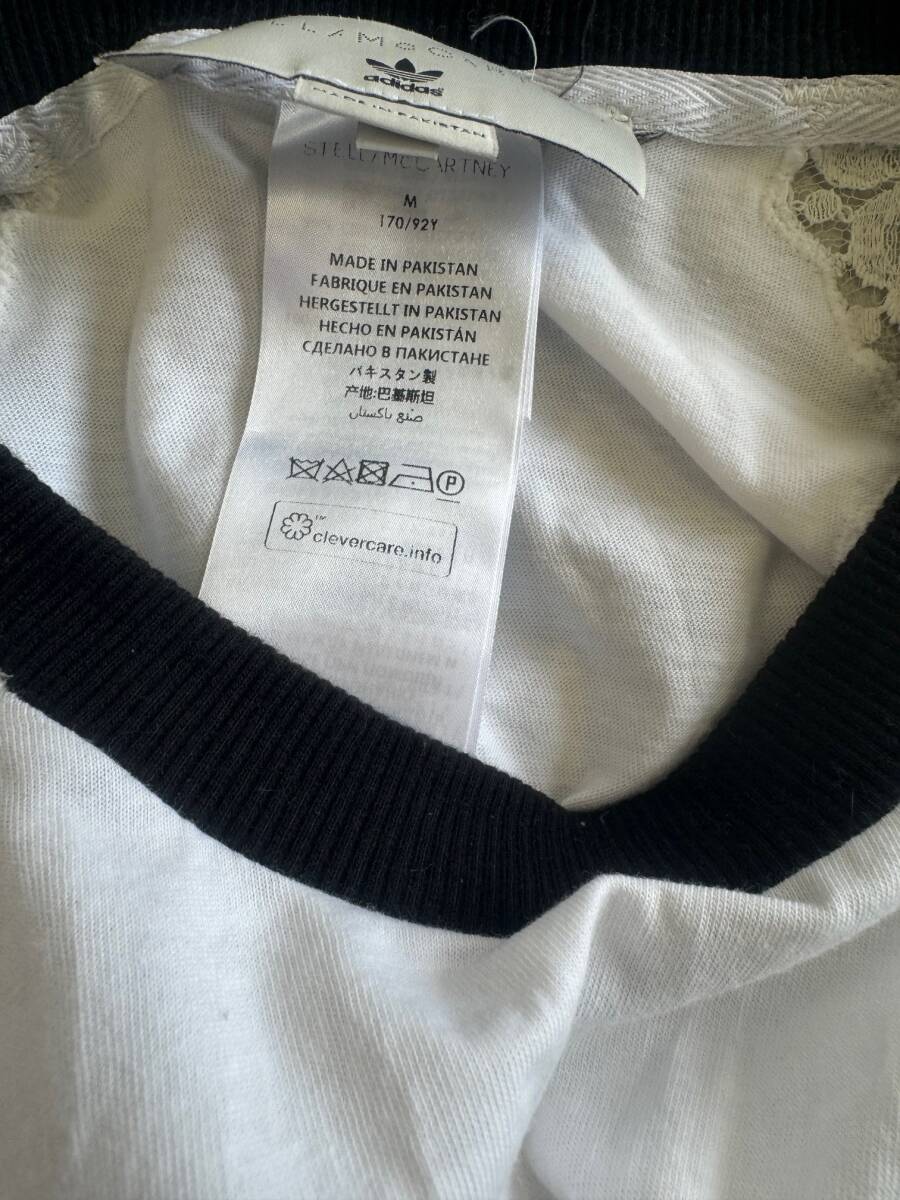 adidas
MADE IN PAKISTAN
STELLA McCARTNEY
M
170/92Y
MADE IN PAKISTAN
FABRIQUE EN PAKISTAN
HERGESTELLT IN PAKISTAN
HECHO EN PAKISTÁN
СДЕЛАНО В ПАКИСТАНЕ
パキスタン製
产地:巴基斯坦
صنع باكستان
P
clevercare.info